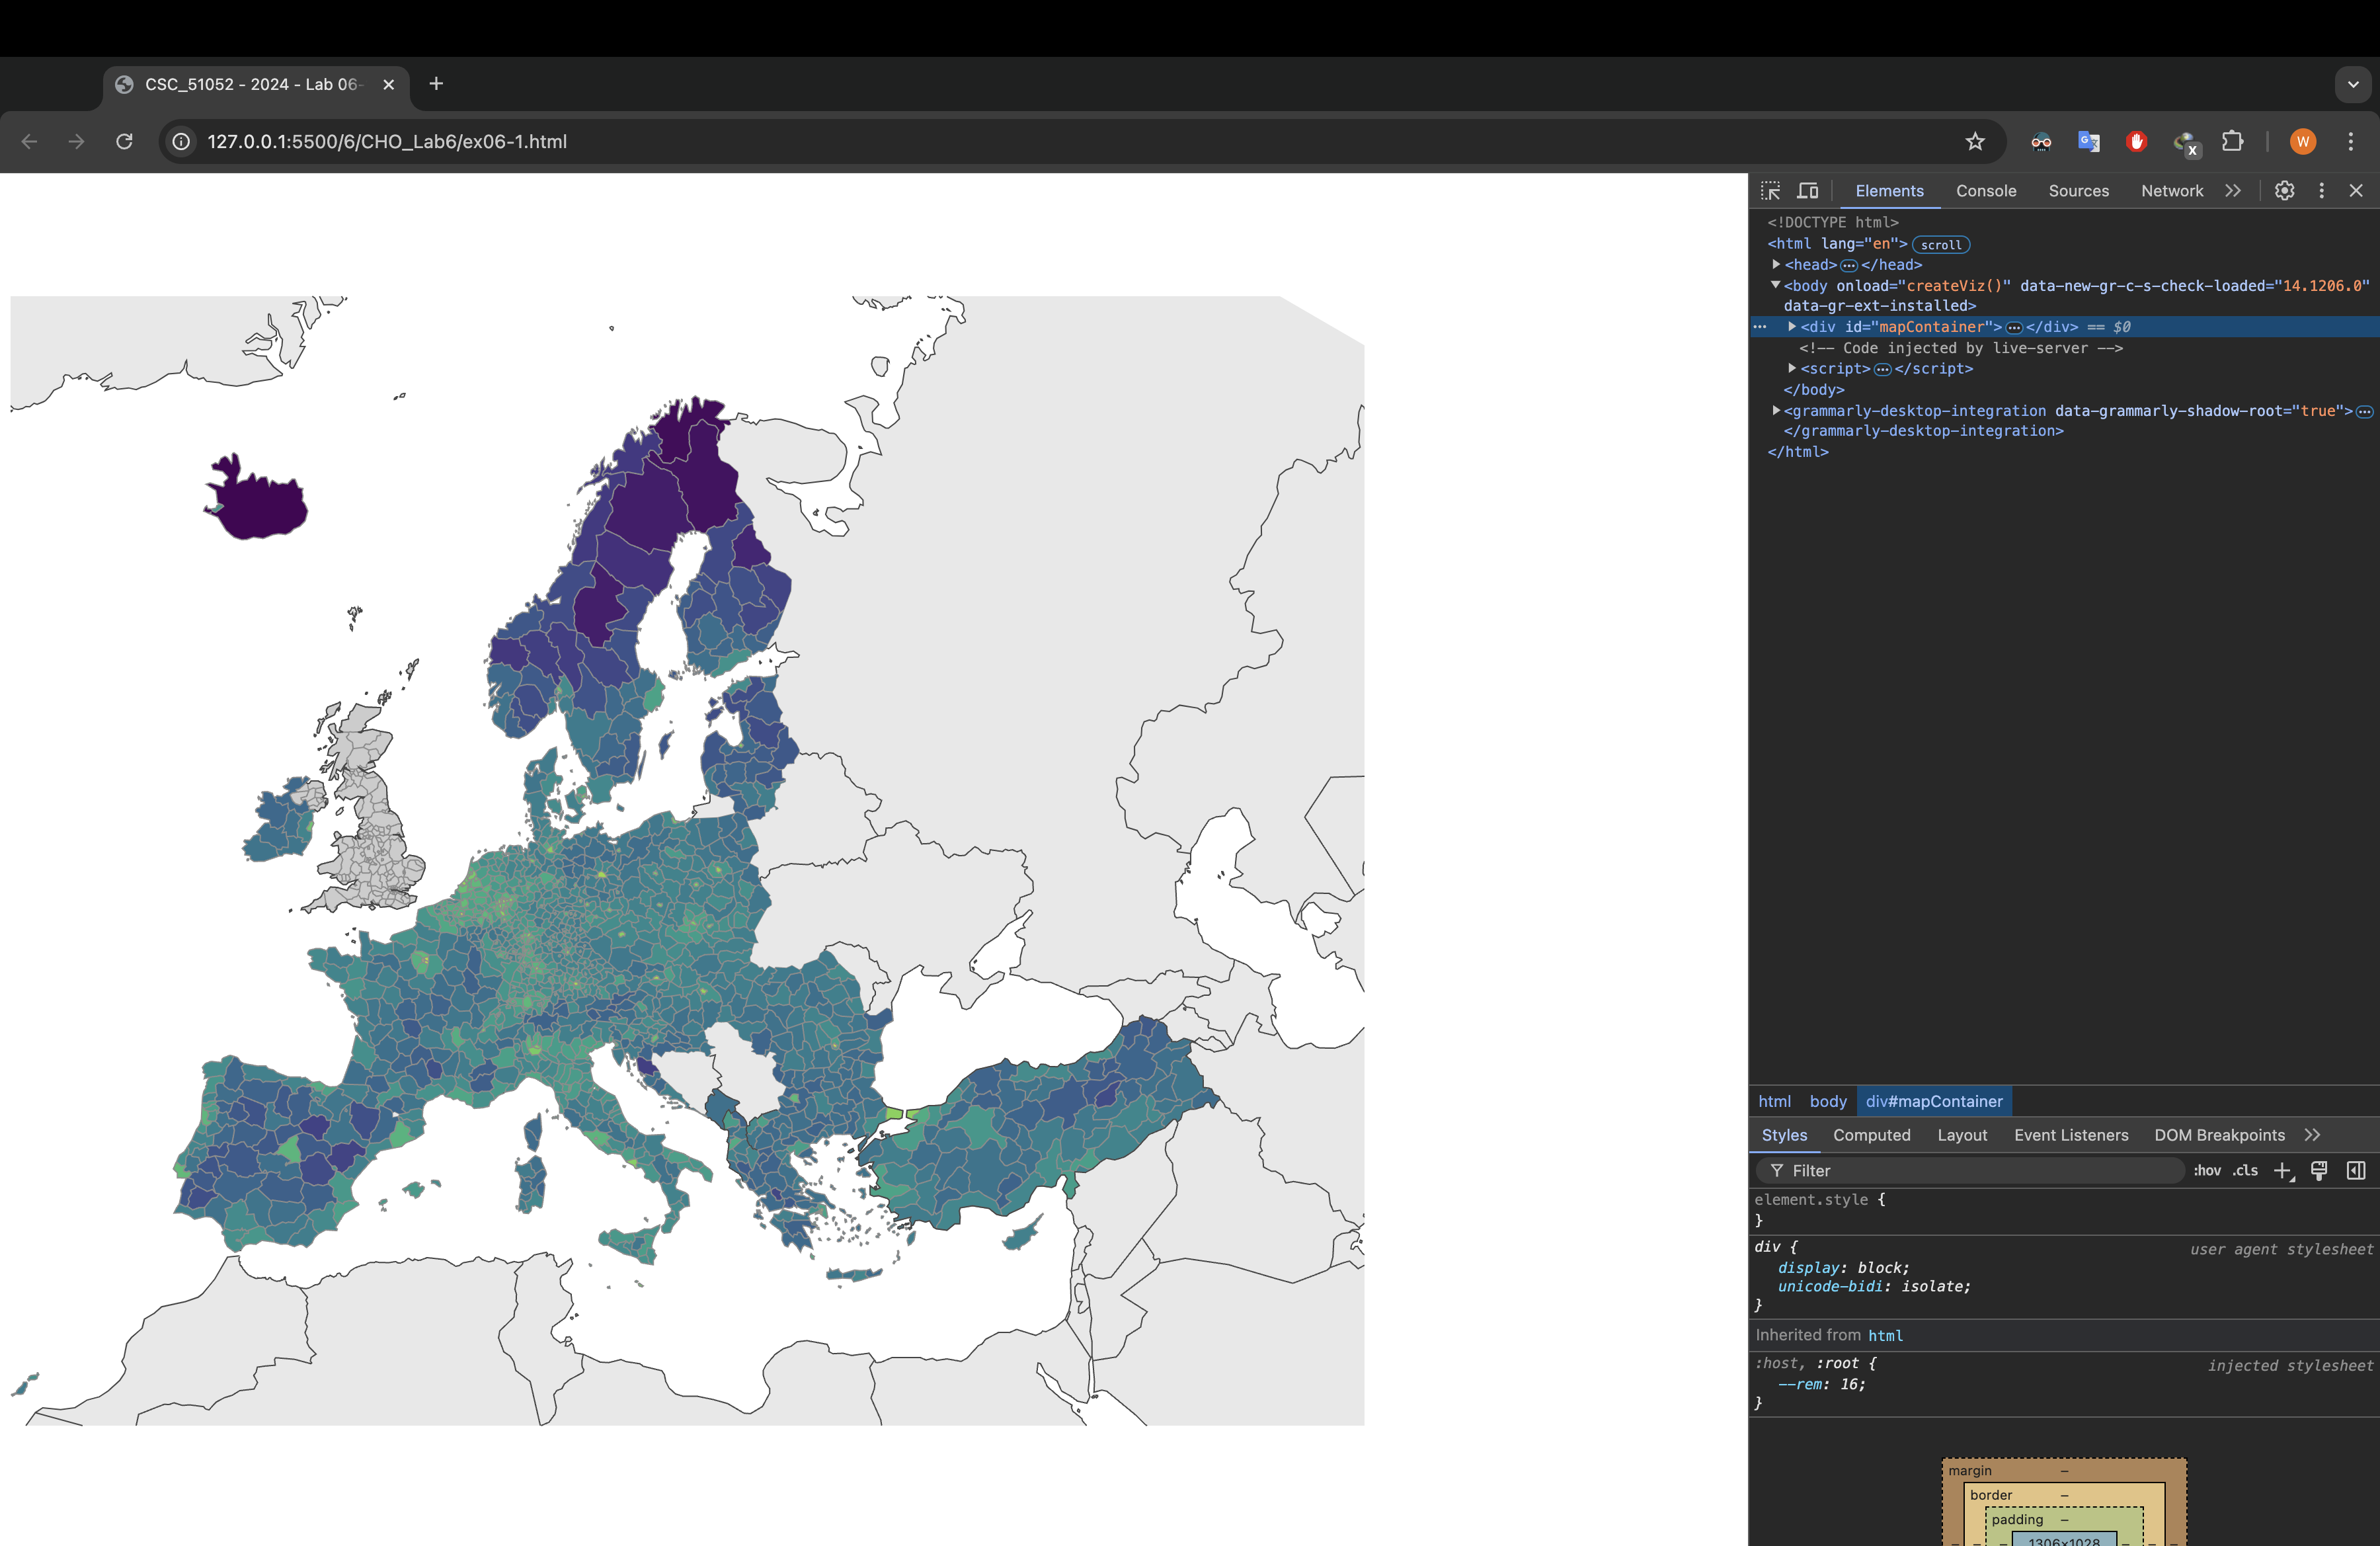 CSC_51052 - 2024 - Lab 06-
127.0.0.1:5500/6/CHO_Lab6/ex06-1.html
X
W
Elements Console Sources Network
<!DOCTYPE html>
<html lang="en"> scroll
<head> ••• </head>
<body onload="createViz()" data-new-gr-c-s-check-loaded="14.1206.0"
data-gr-ext-installed>
••• <div id="mapContainer"> ••• </div> == $0
<!-- Code injected by live-server -->
<script> ••• </script>
</body>
<grammarly-desktop-integration data-grammarly-shadow-root="true"> •••
</grammarly-desktop-integration>
</html>
html body div#mapContainer
Styles Computed Layout Event Listeners DOM Breakpoints
Filter :hov .cls
element.style {
}
div { user agent stylesheet
display: block;
unicode-bidi: isolate;
}
Inherited from html
:host, :root { injected stylesheet
--rem: 16;
}
margin –
border –
padding –
1306×1028